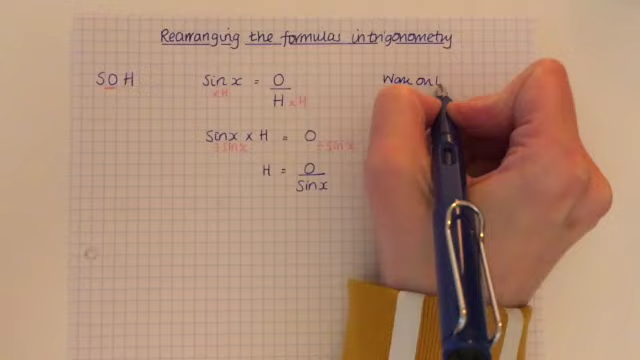 Rearranging the formulas in trigonometry
SOH
Sin x = O
×H
H ×H
Sin x × H = O
÷ sin x
÷ sin x
H = O
Sin x
Work out